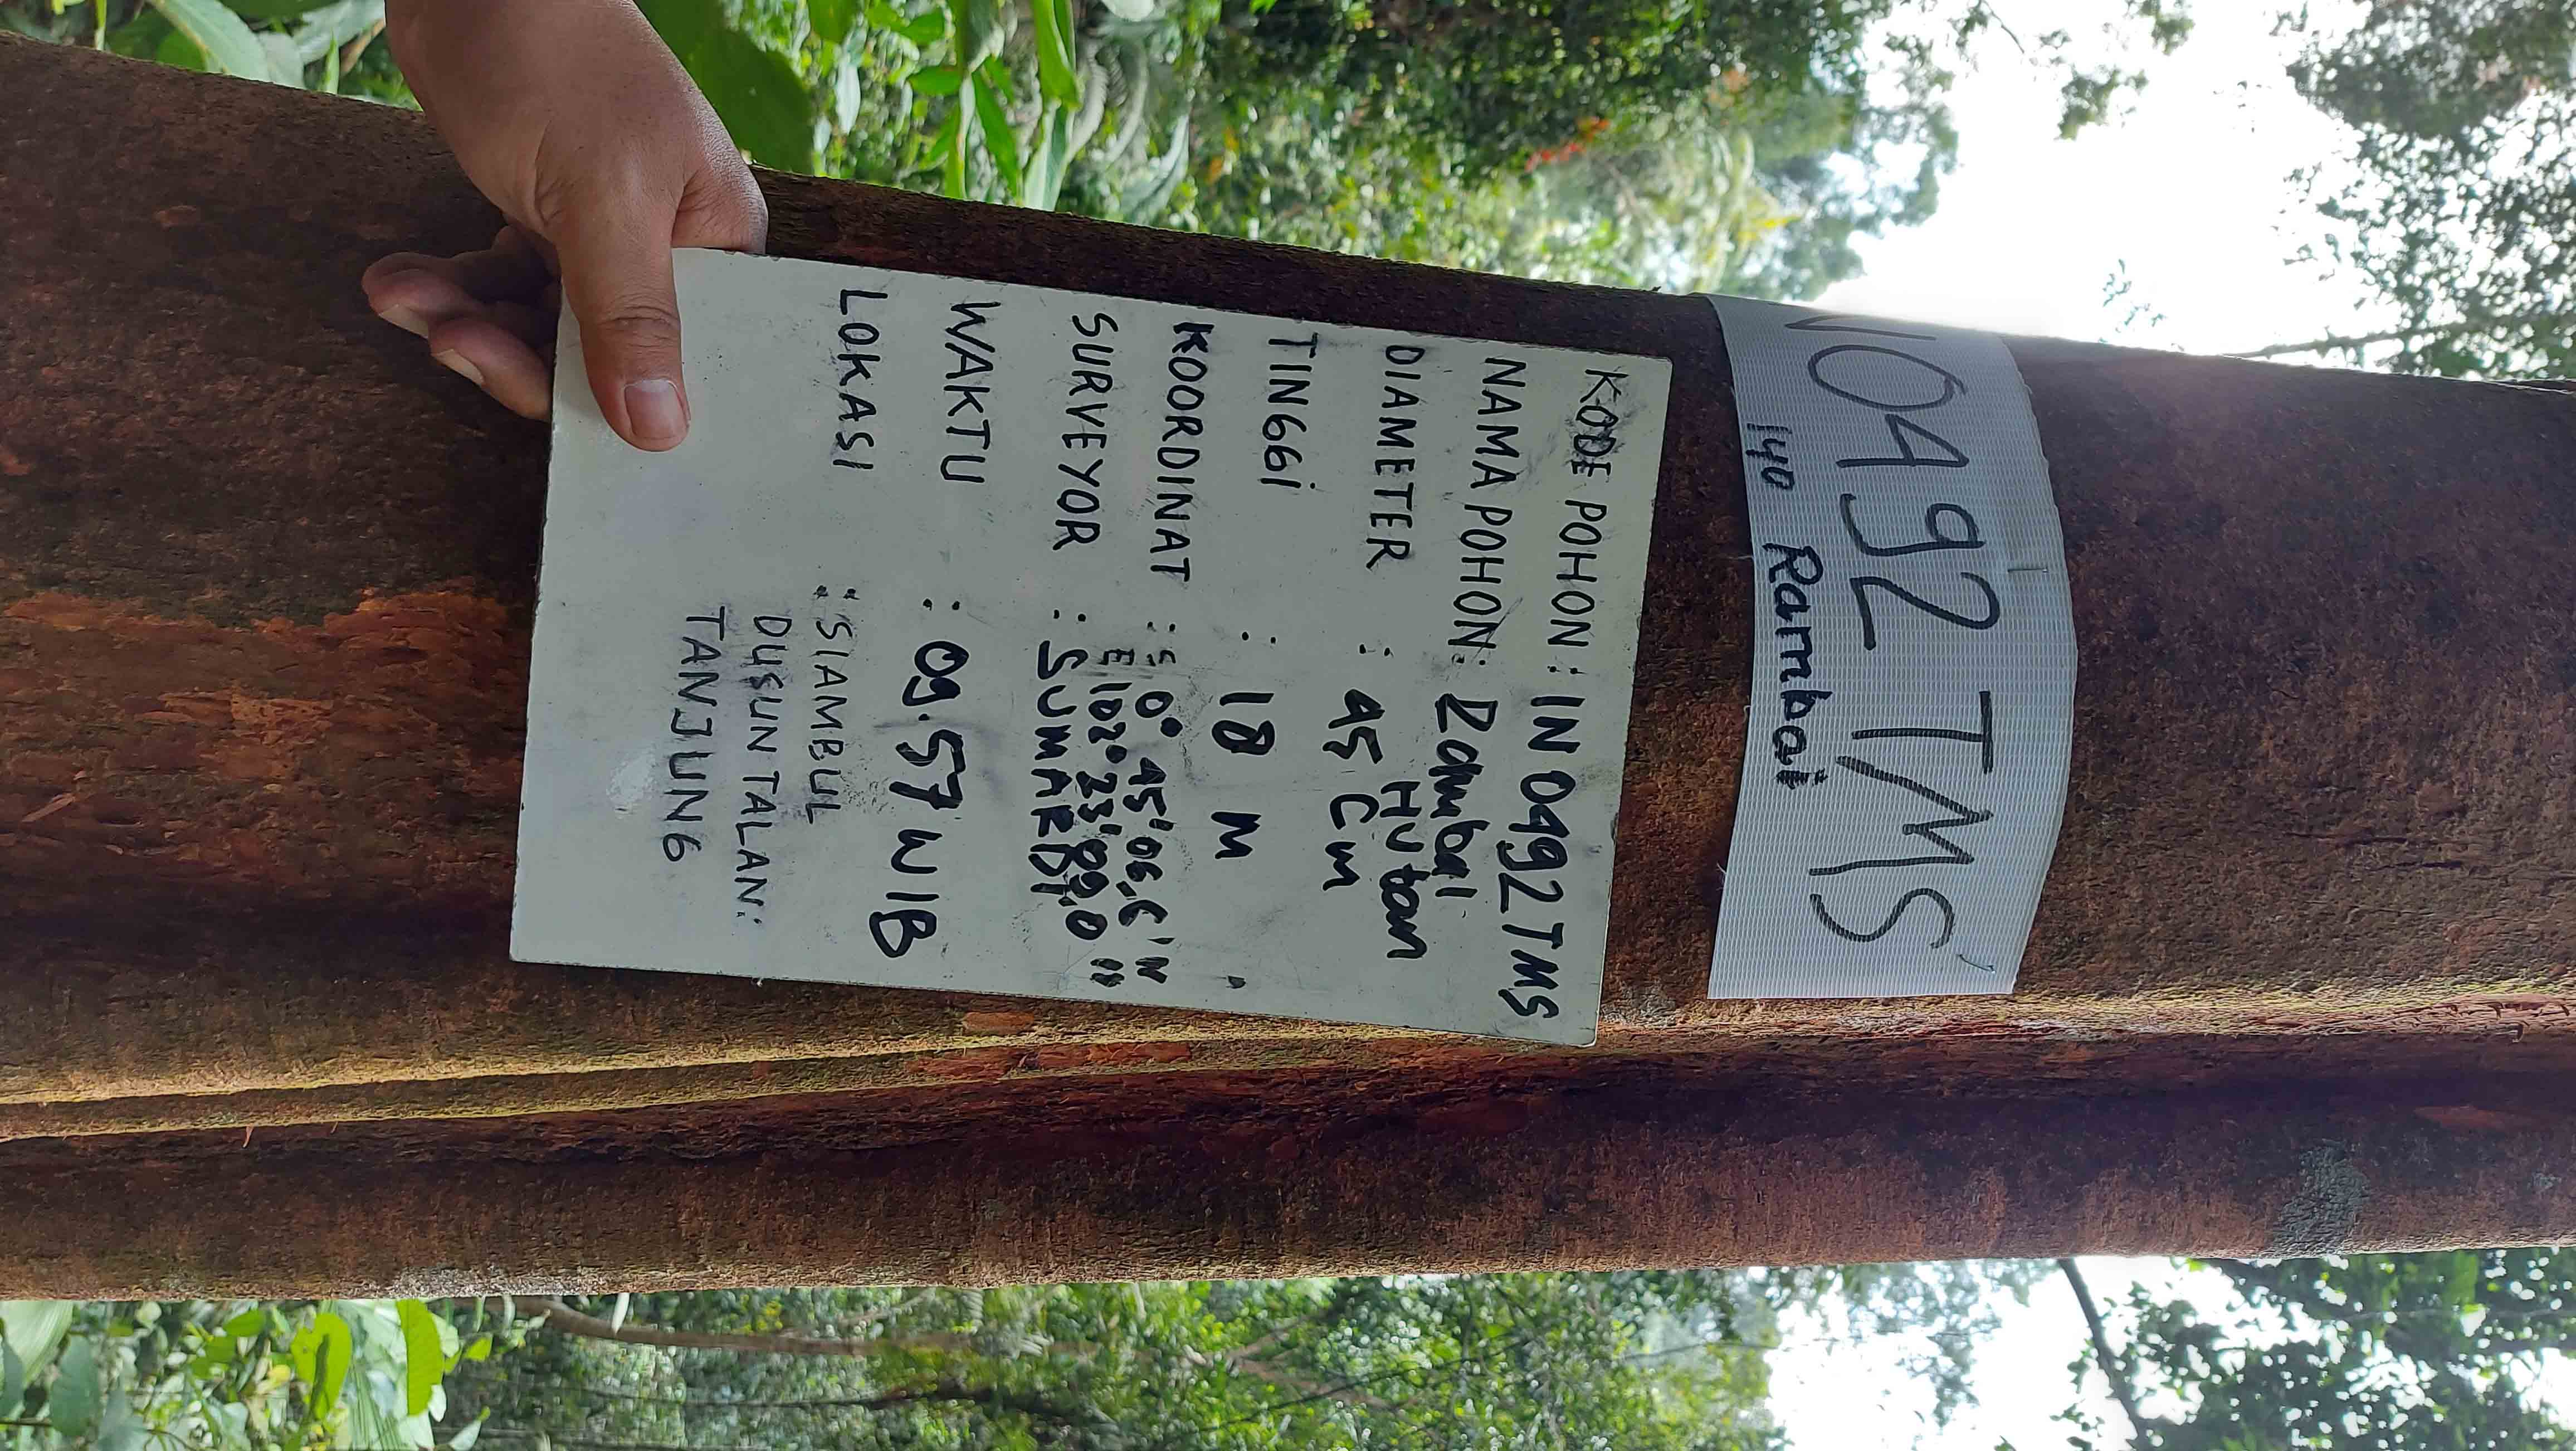 N0492 TMS
140 Rambai
KODE POHON : IN 0492 TMS
NAMA POHON : Rambai
HUtan
DIAMETER : 45 Cm
TINGGi : 18 M
KOORDINAT : S 0° 45' 06,6 "
E 102° 23' 09,0 "
SURVEYOR : SUMARDI
WAKTU : 09.57 WIB
LOKASI : SIAMBUL
DUSUN TALAN:
TANJUNG